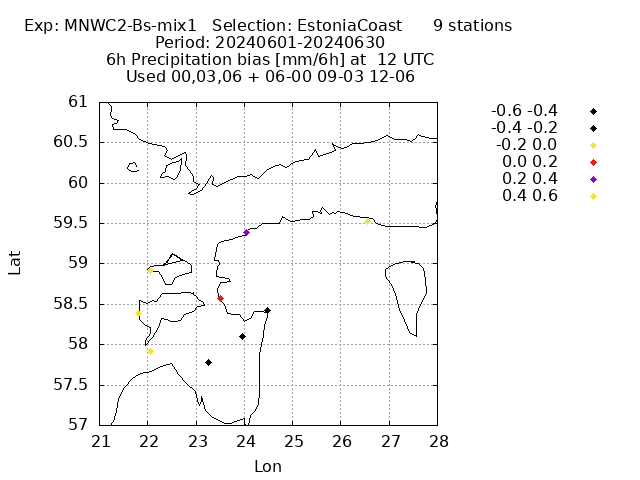 Exp: MNWC2-Bs-mix1   Selection: EstoniaCoast      9 stations
Period: 20240601-20240630
6h Precipitation bias [mm/6h] at  12 UTC
Used 00,03,06 + 06-00 09-03 12-06
-0.6 -0.4
-0.4 -0.2
-0.2 0.0
0.0 0.2
0.2 0.4
0.4 0.6
61
60.5
60
59.5
59
58.5
58
57.5
57
Lat
21 22 23 24 25 26 27 28
Lon